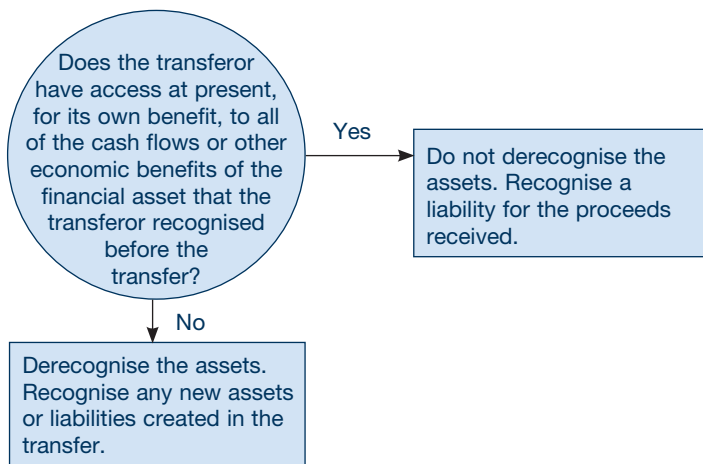 Does the transferor
have access at present,
for its own benefit, to all
of the cash flows or other
economic benefits of the
financial asset that the
transferor recognised
before the
transfer?
Yes
Do not derecognise the
assets. Recognise a
liability for the proceeds
received.
No
Derecognise the assets.
Recognise any new assets
or liabilities created in the
transfer.